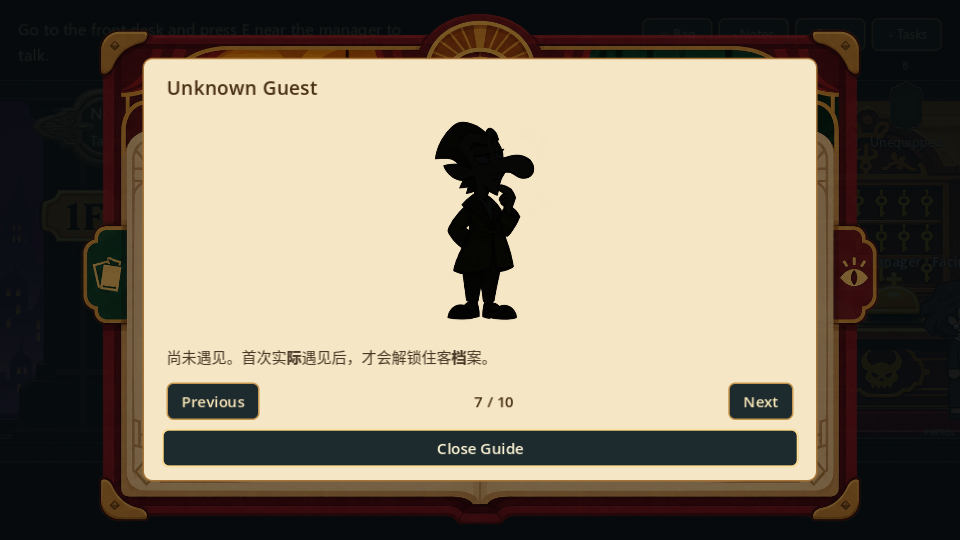 Go to the front desk and press E near the manager to
talk.
Notes
- Tasks
Unknown Guest
1F
尚未遇见。首次实际遇见后，才会解锁住客档案。
Previous
7 / 10
Next
Close Guide